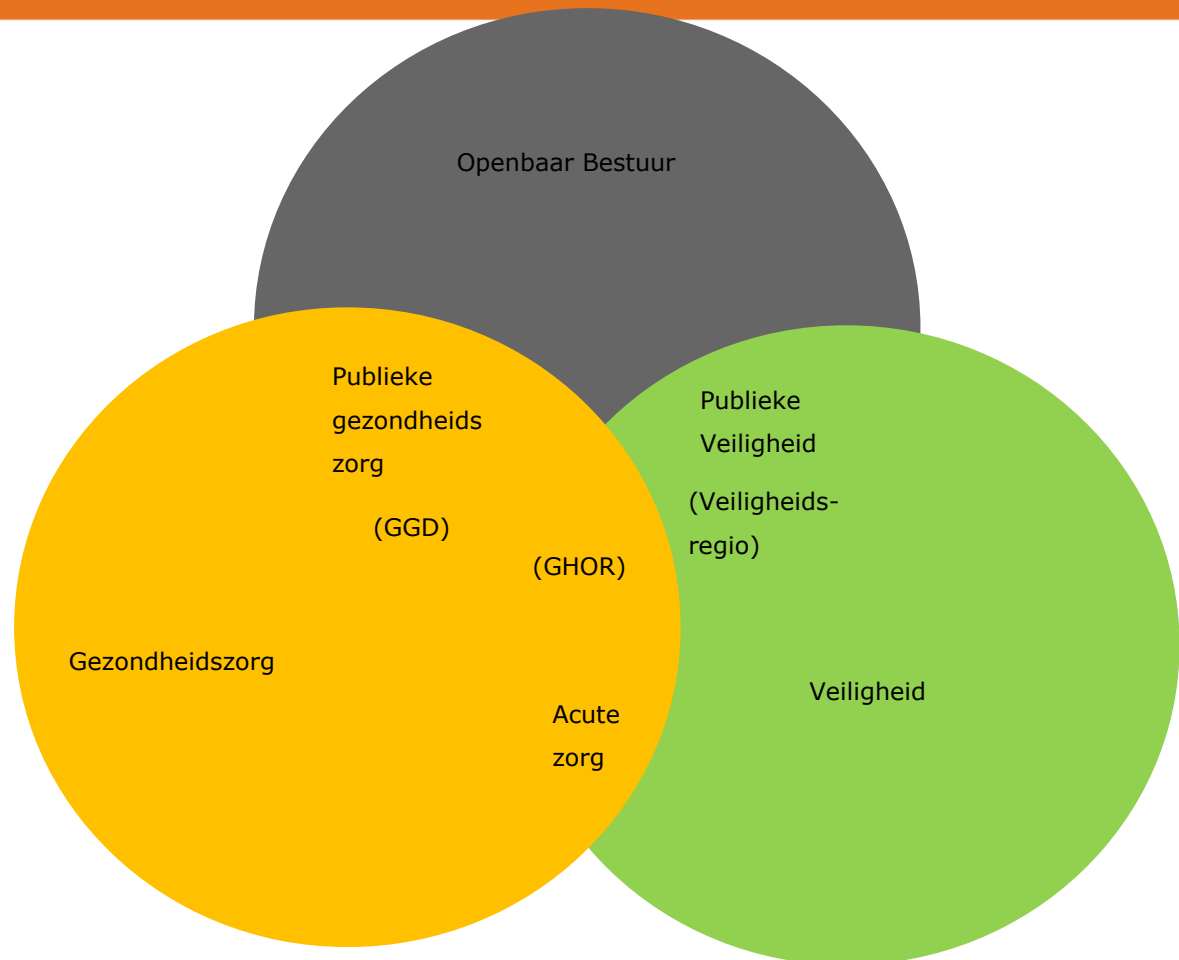 Openbaar Bestuur
Publieke
gezondheids
zorg
(GGD)
(GHOR)
Publieke
Veiligheid
(Veiligheids-
regio)
Gezondheidszorg
Acute
zorg
Veiligheid